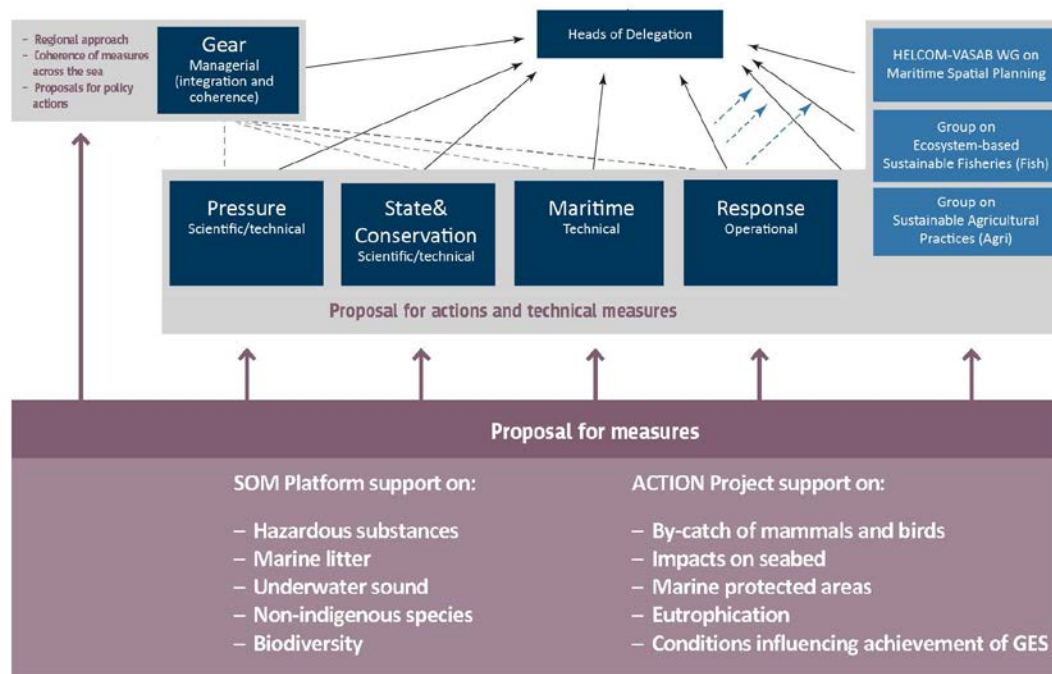 – Regional approach
– Coherence of measures
across the sea
– Proposals for policy
actions
Gear
Managerial
(integration and
coherence)
Heads of Delegation
HELCOM-VASAB WG on
Maritime Spatial Planning
Group on
Ecosystem-based
Sustainable Fisheries (Fish)
Group on
Sustainable Agricultural
Practices (Agri)
Pressure
Scientific/technical
State&
Conservation
Scientific/technical
Maritime
Technical
Response
Operational
Proposal for actions and technical measures
Proposal for measures
SOM Platform support on:
– Hazardous substances
– Marine litter
– Underwater sound
– Non-indigenous species
– Biodiversity
ACTION Project support on:
– By-catch of mammals and birds
– Impacts on seabed
– Marine protected areas
– Eutrophication
– Conditions influencing achievement of GES